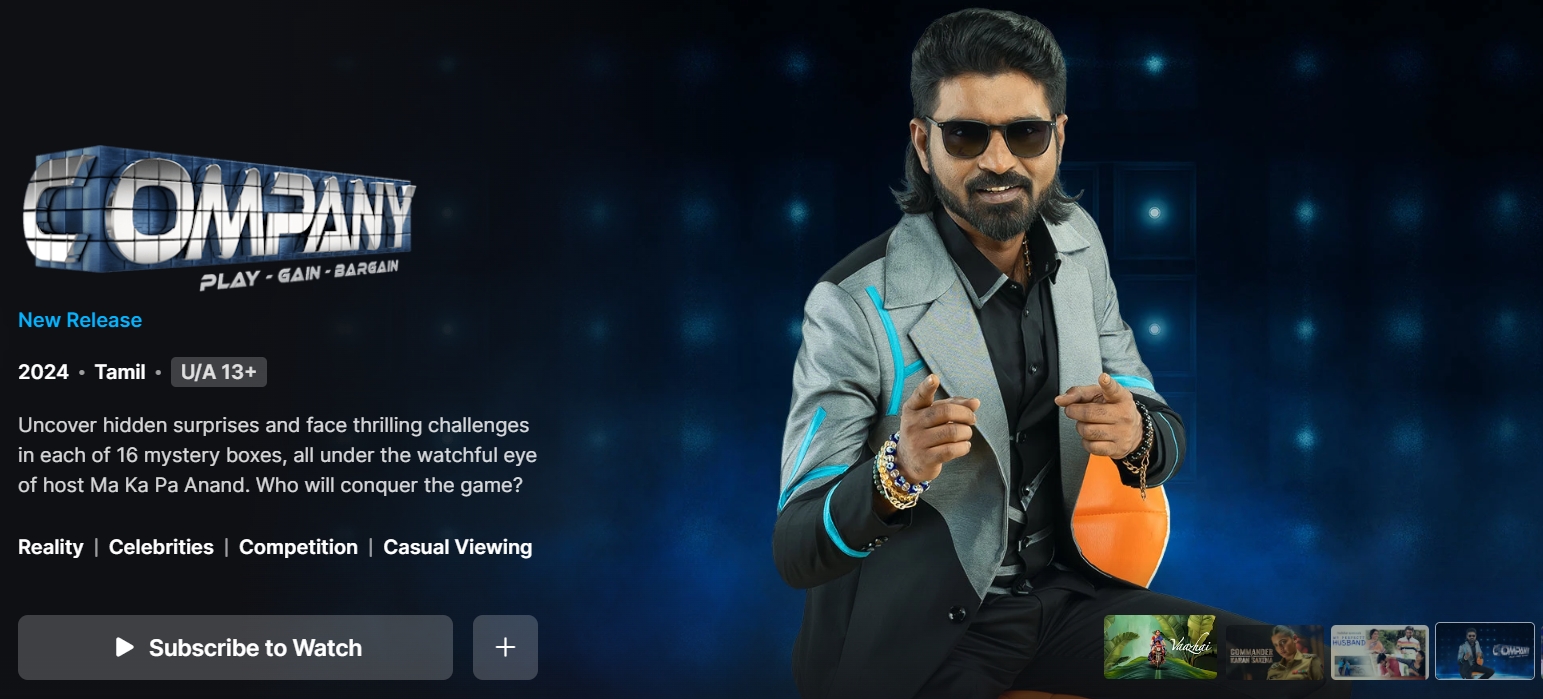 COMPANY
PLAY - GAIN - BARGAIN
New Release
2024 • Tamil • U/A 13+
Uncover hidden surprises and face thrilling challenges
in each of 16 mystery boxes, all under the watchful eye
of host Ma Ka Pa Anand. Who will conquer the game?
Reality | Celebrities | Competition | Casual Viewing
Subscribe to Watch
Vaazhai
COMMANDER
KARAN SAXENA
MY PERFECT
HUSBAND
COMPANY